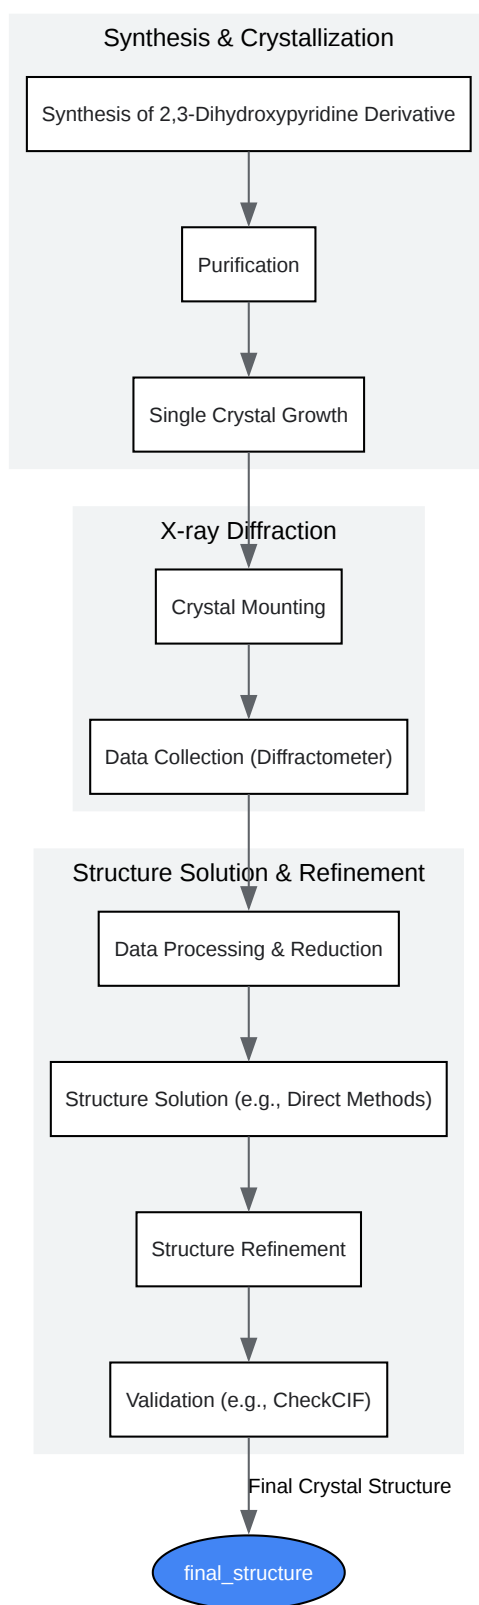 Synthesis & Crystallization
Synthesis of 2,3-Dihydroxypyridine Derivative
Purification
Single Crystal Growth
X-ray Diffraction
Crystal Mounting
Data Collection (Diffractometer)
Structure Solution & Refinement
Data Processing & Reduction
Structure Solution (e.g., Direct Methods)
Structure Refinement
Validation (e.g., CheckCIF)
Final Crystal Structure
final_structure